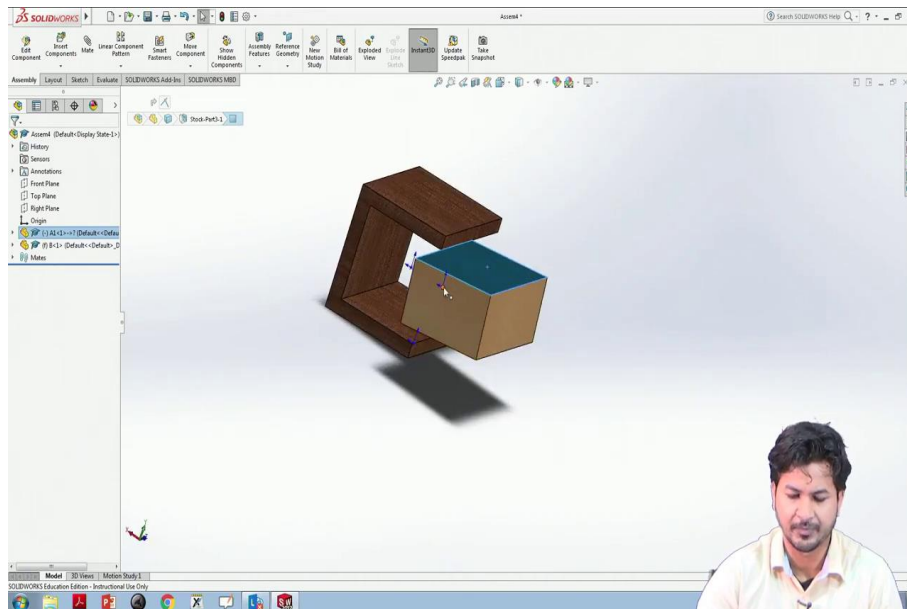 SOLIDWORKS
Assem4 *
Search SOLIDWORKS Help
Edit Component
Insert Components
Mate
Linear Component Pattern
Smart Fasteners
Move Component
Show Hidden Components
Assembly Features
Reference Geometry
New Motion Study
Bill of Materials
Exploded View
Explode Line Sketch
Instant3D
Update Speedpak
Take Snapshot
Assembly Layout Sketch Evaluate SOLIDWORKS Add-Ins SOLIDWORKS MBD
Stock-Part3-1
Assem4 (Default<Display State-1>)
History
Sensors
Annotations
Front Plane
Top Plane
Right Plane
Origin
(-) A1<1>->? (Default<<Defau
(f) B<1> (Default<<Default>_D
Mates
Model 3D Views Motion Study 1
SOLIDWORKS Education Edition - Instructional Use Only